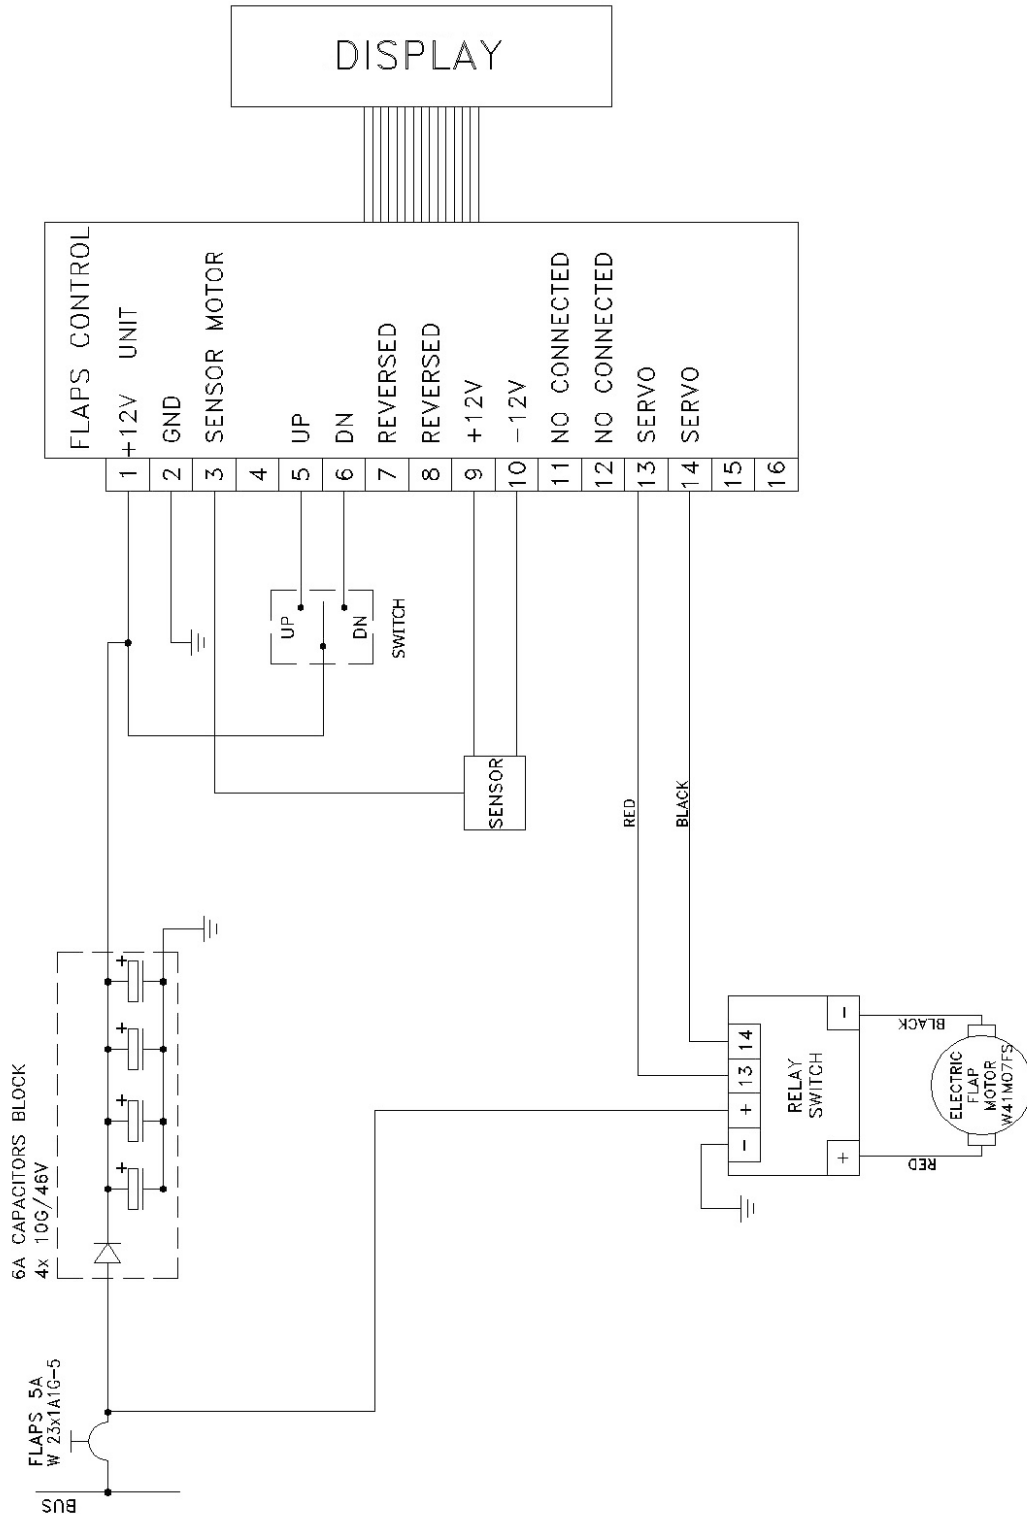 DISPLAY
FLAPS CONTROL
1 +12V UNIT
2 GND
3 SENSOR MOTOR
4
5 UP
6 DN
7 REVERSED
8 REVERSED
9 +12V
10 -12V
11 NO CONNECTED
12 NO CONNECTED
13 SERVO
14 SERVO
15
16
UP
DN
SWITCH
SENSOR
RED
BLACK
6A CAPACITORS BLOCK
4x 10G/46V
+
+
+
+
14
13
+
-
RELAY
SWITCH
-
+
BLACK
RED
ELECTRIC
FLAP
MOTOR
W41M07FS
FLAPS 5A
W 23x1A1G-5
BUS